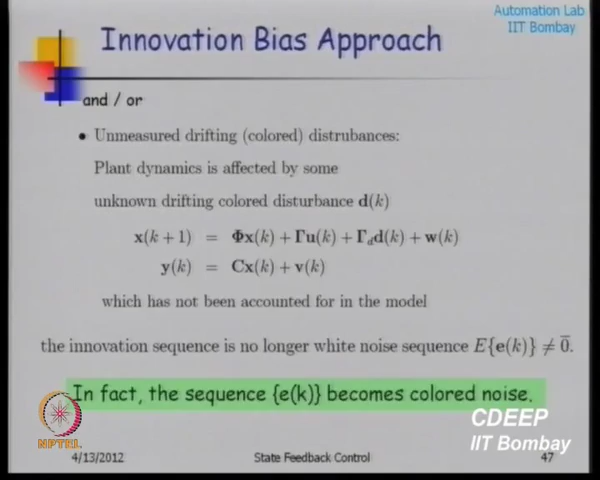 Automation Lab
IIT Bombay
Innovation Bias Approach
and / or
• Unmeasured drifting (colored) distrubances:
Plant dynamics is affected by some
unknown drifting colored disturbance d(k)
x(k+1) = Φx(k) + Γu(k) + Γ_d d(k) + w(k)
y(k) = Cx(k) + v(k)
which has not been accounted for in the model
the innovation sequence is no longer white noise sequence E{e(k)} ≠ 0̅.
In fact, the sequence {e(k)} becomes colored noise.
NPTEL
CDEEP
IIT Bombay
4/13/2012
State Feedback Control
47